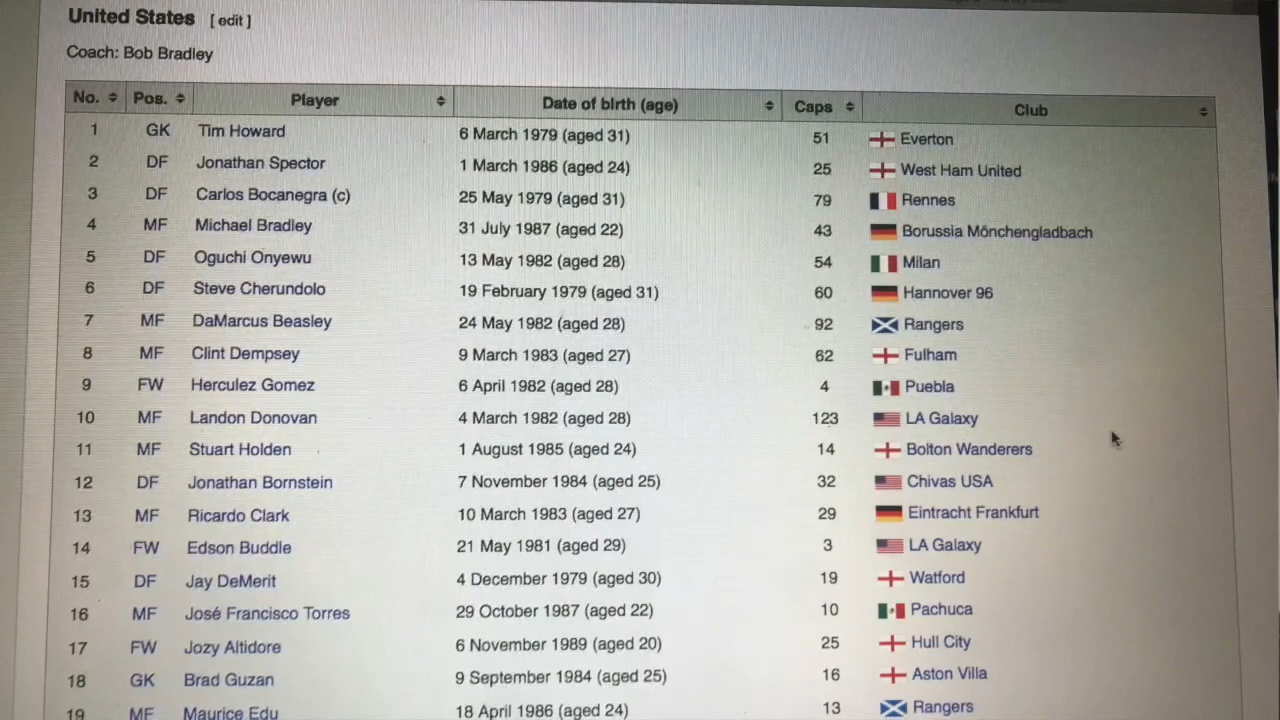 United States [ edit ]
Coach: Bob Bradley
No. Pos. Player Date of birth (age) Caps Club
1 GK Tim Howard 6 March 1979 (aged 31) 51 Everton
2 DF Jonathan Spector 1 March 1986 (aged 24) 25 West Ham United
3 DF Carlos Bocanegra (c) 25 May 1979 (aged 31) 79 Rennes
4 MF Michael Bradley 31 July 1987 (aged 22) 43 Borussia Mönchengladbach
5 DF Oguchi Onyewu 13 May 1982 (aged 28) 54 Milan
6 DF Steve Cherundolo 19 February 1979 (aged 31) 60 Hannover 96
7 MF DaMarcus Beasley 24 May 1982 (aged 28) 92 Rangers
8 MF Clint Dempsey 9 March 1983 (aged 27) 62 Fulham
9 FW Herculez Gomez 6 April 1982 (aged 28) 4 Puebla
10 MF Landon Donovan 4 March 1982 (aged 28) 123 LA Galaxy
11 MF Stuart Holden 1 August 1985 (aged 24) 14 Bolton Wanderers
12 DF Jonathan Bornstein 7 November 1984 (aged 25) 32 Chivas USA
13 MF Ricardo Clark 10 March 1983 (aged 27) 29 Eintracht Frankfurt
14 FW Edson Buddle 21 May 1981 (aged 29) 3 LA Galaxy
15 DF Jay DeMerit 4 December 1979 (aged 30) 19 Watford
16 MF José Francisco Torres 29 October 1987 (aged 22) 10 Pachuca
17 FW Jozy Altidore 6 November 1989 (aged 20) 25 Hull City
18 GK Brad Guzan 9 September 1984 (aged 25) 16 Aston Villa
19 MF Maurice Edu 18 April 1986 (aged 24) 13 Rangers